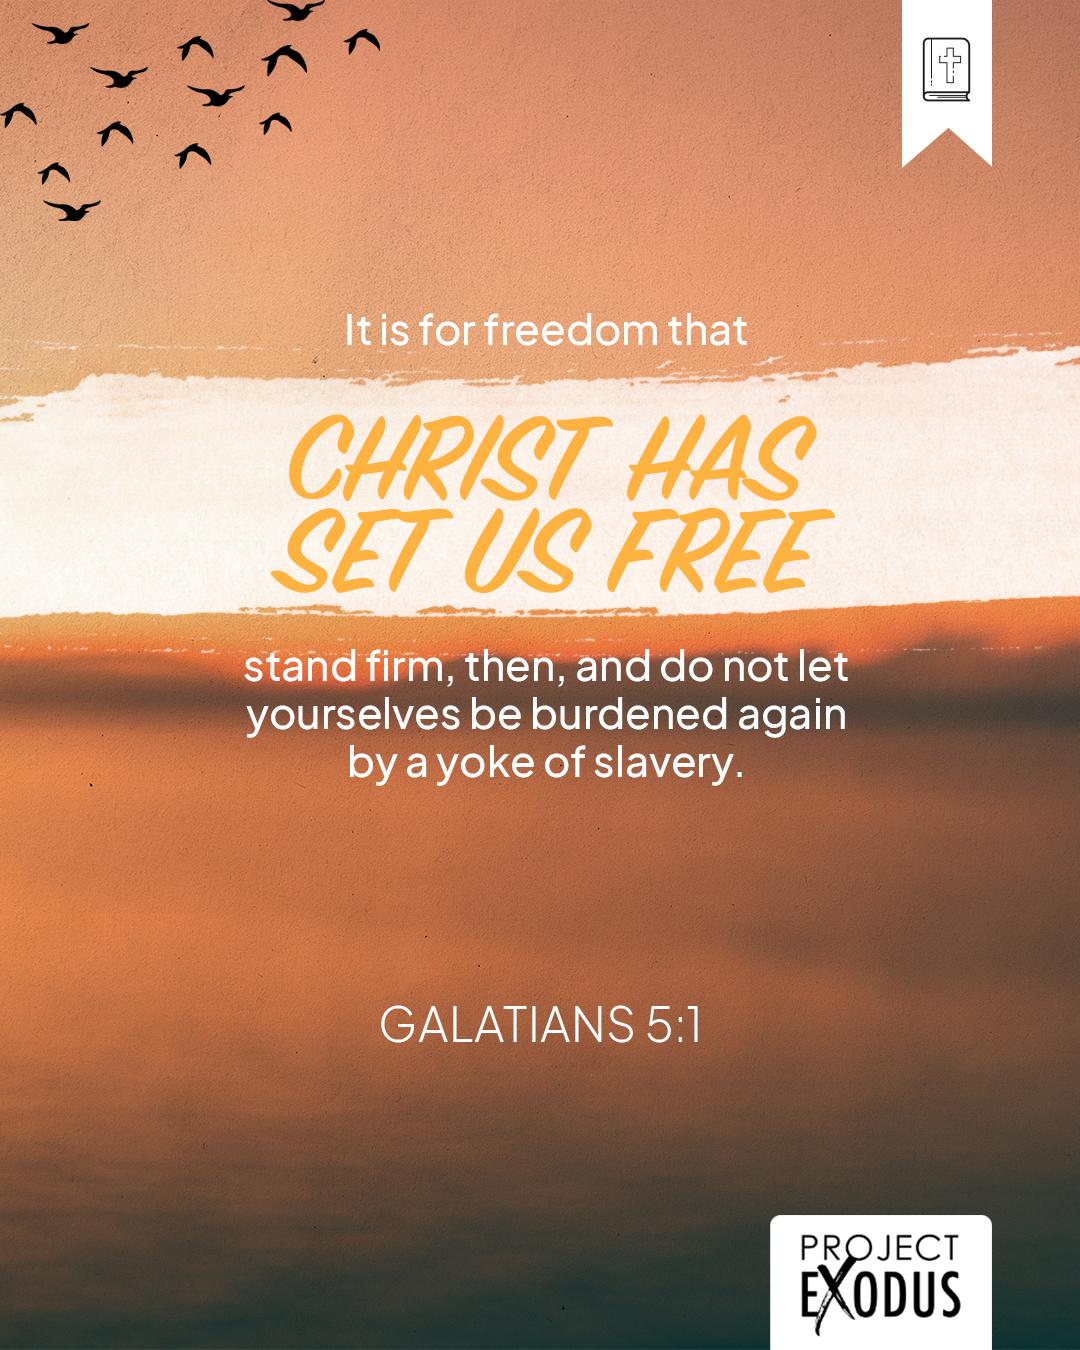 It is for freedom that
CHRIST HAS
SET US FREE
stand firm, then, and do not let
yourselves be burdened again
by a yoke of slavery.
GALATIANS 5:1
PROJECT
EXODUS